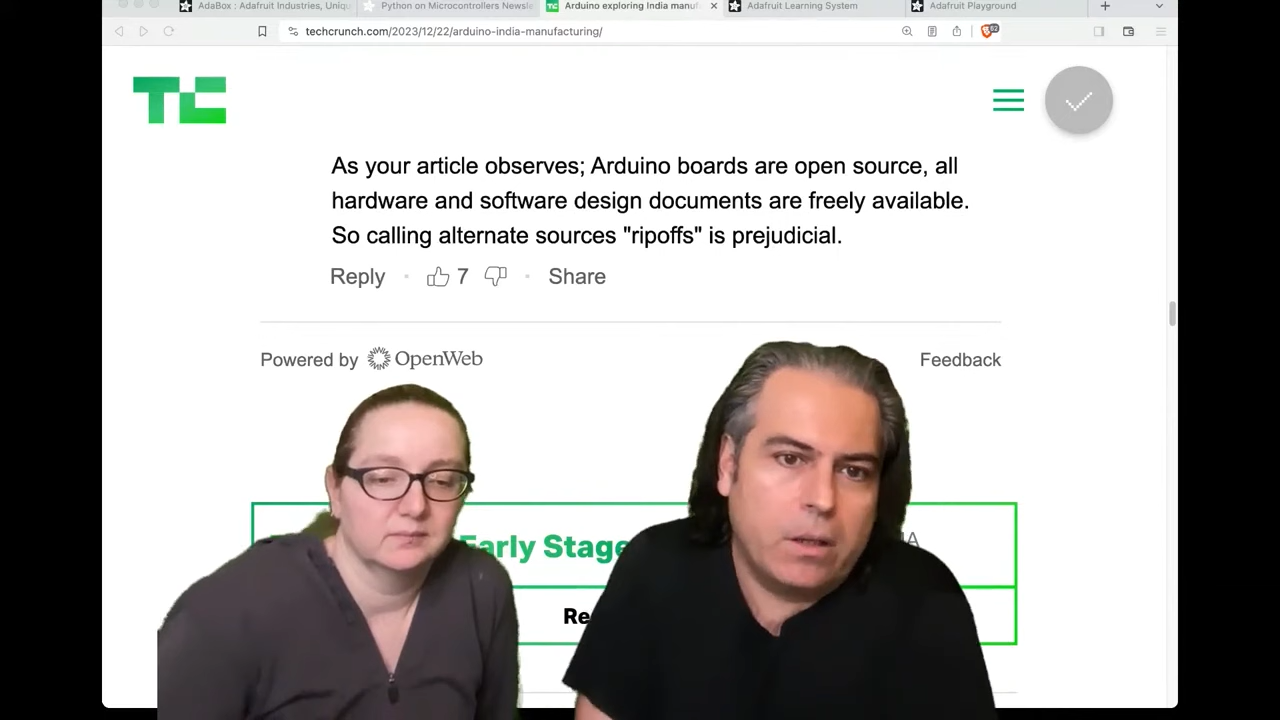 AdaBox : Adafruit Industries, Uniqu
Python on Microcontrollers Newsle
Arduino exploring India manuf
Adafruit Learning System
Adafruit Playground
techcrunch.com/2023/12/22/arduino-india-manufacturing/
TC
As your article observes; Arduino boards are open source, all
hardware and software design documents are freely available.
So calling alternate sources "ripoffs" is prejudicial.
Reply · 7 · Share
Powered by OpenWeb
Feedback
Early Stage
Re